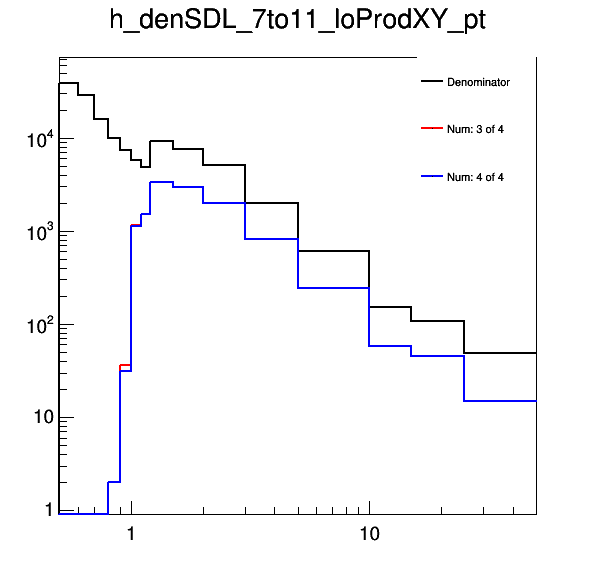 h_denSDL_7to11_loProdXY_pt
Denominator
Num: 3 of 4
Num: 4 of 4
10⁴
10³
10²
10
1
1
10